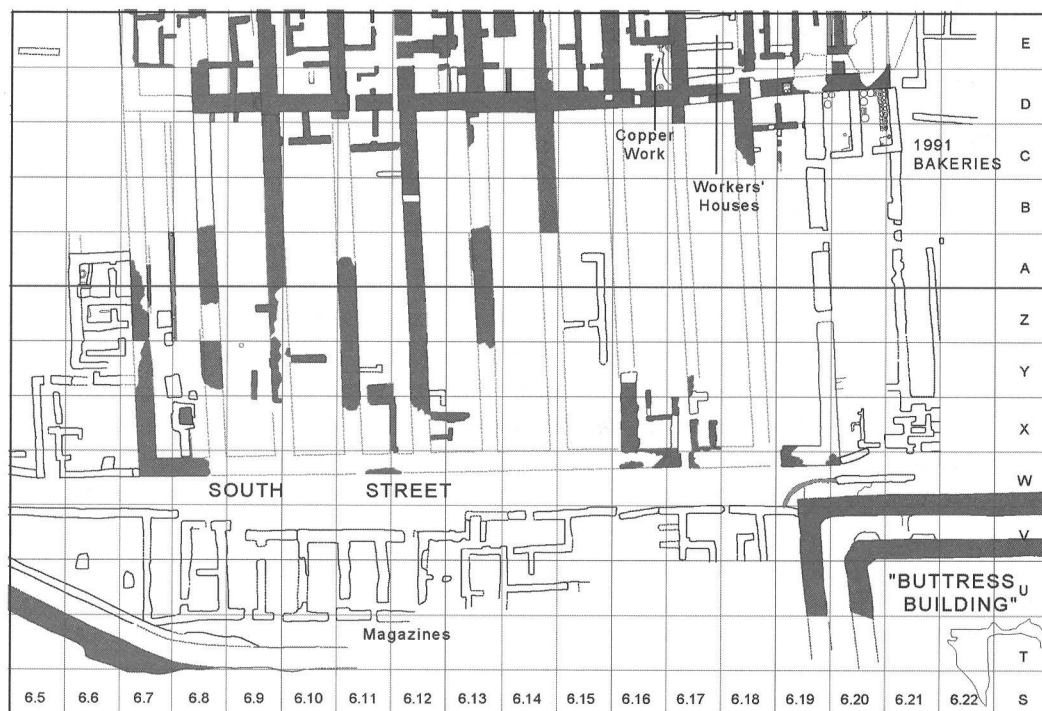 E
D
Copper
Work
1991
BAKERIES
C
Workers'
Houses
B
A
Z
Y
X
SOUTH STREET
W
V
"BUTTRESS
BUILDING"
U
Magazines
T
6.5 6.6 6.7 6.8 6.9 6.10 6.11 6.12 6.13 6.14 6.15 6.16 6.17 6.18 6.19 6.20 6.21 6.22 S